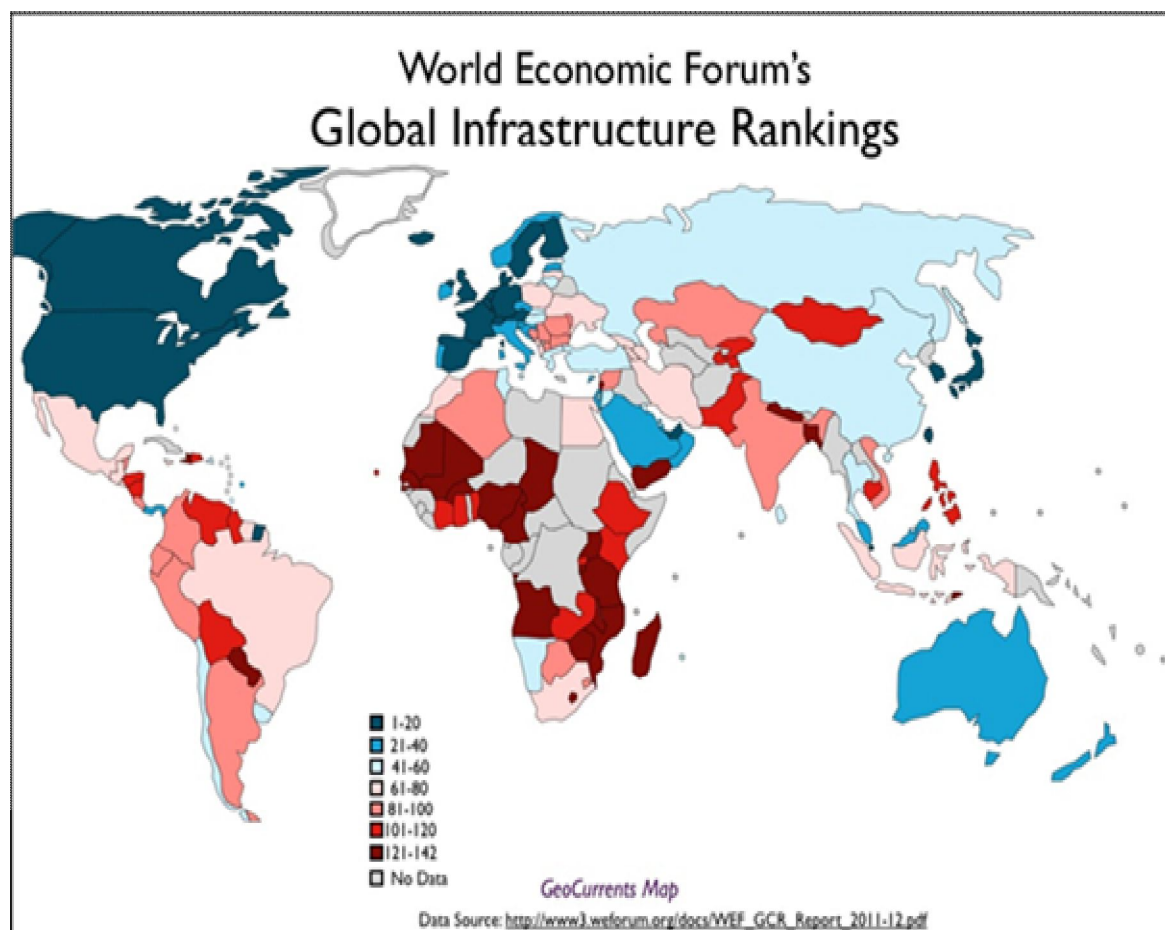 World Economic Forum's
Global Infrastructure Rankings
1-20
21-40
41-60
61-80
81-100
101-120
121-142
No Data
GeoCurrents Map
Data Source: http://www3.weforum.org/docs/WEF_GCR_Report_2011-12.pdf